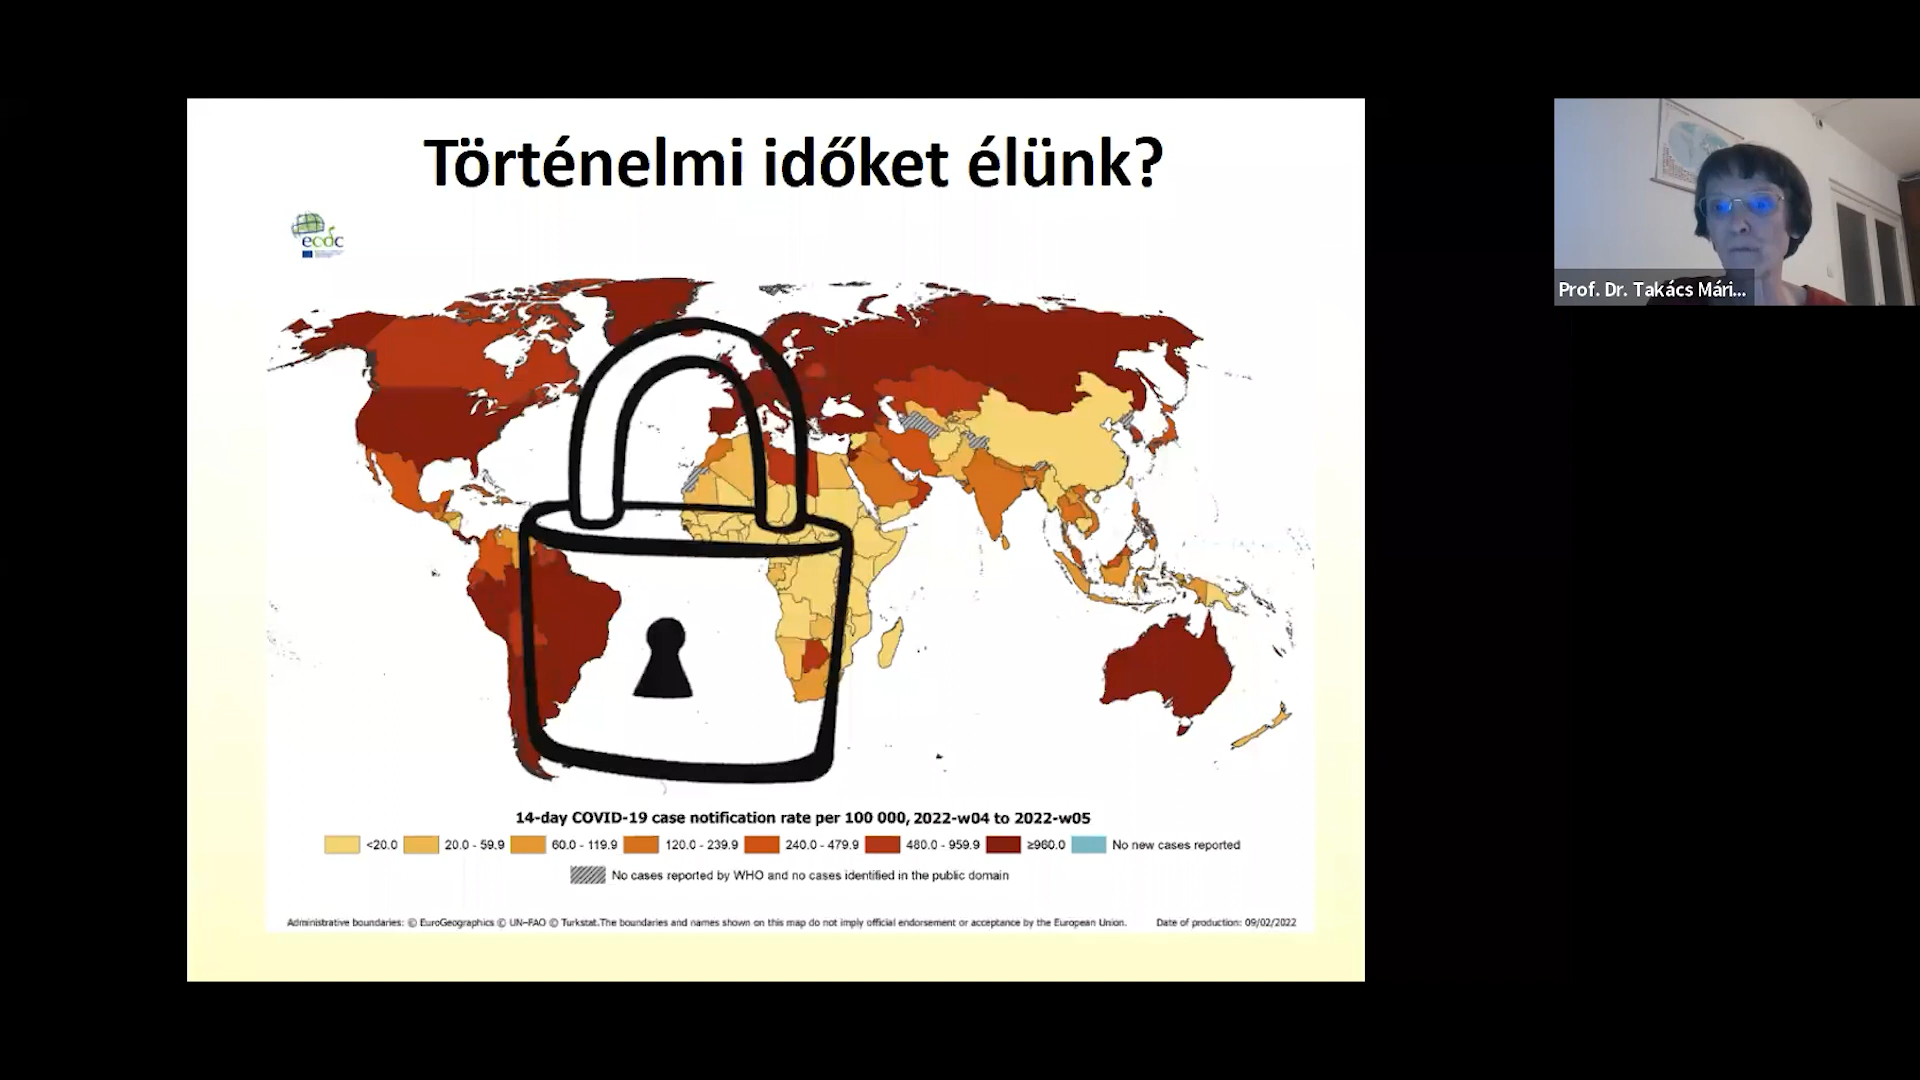 Történelmi időket élünk?
ecdc
Prof. Dr. Takács Mári...
14-day COVID-19 case notification rate per 100 000, 2022-w04 to 2022-w05
<20.0 20.0 - 59.9 60.0 - 119.9 120.0 - 239.9 240.0 - 479.9 480.0 - 959.9 ≥960.0 No new cases reported
No cases reported by WHO and no cases identified in the public domain
Administrative boundaries: © EuroGeographics © UN–FAO © Turkstat.The boundaries and names shown on this map do not imply official endorsement or acceptance by the European Union. Date of production: 09/02/2022